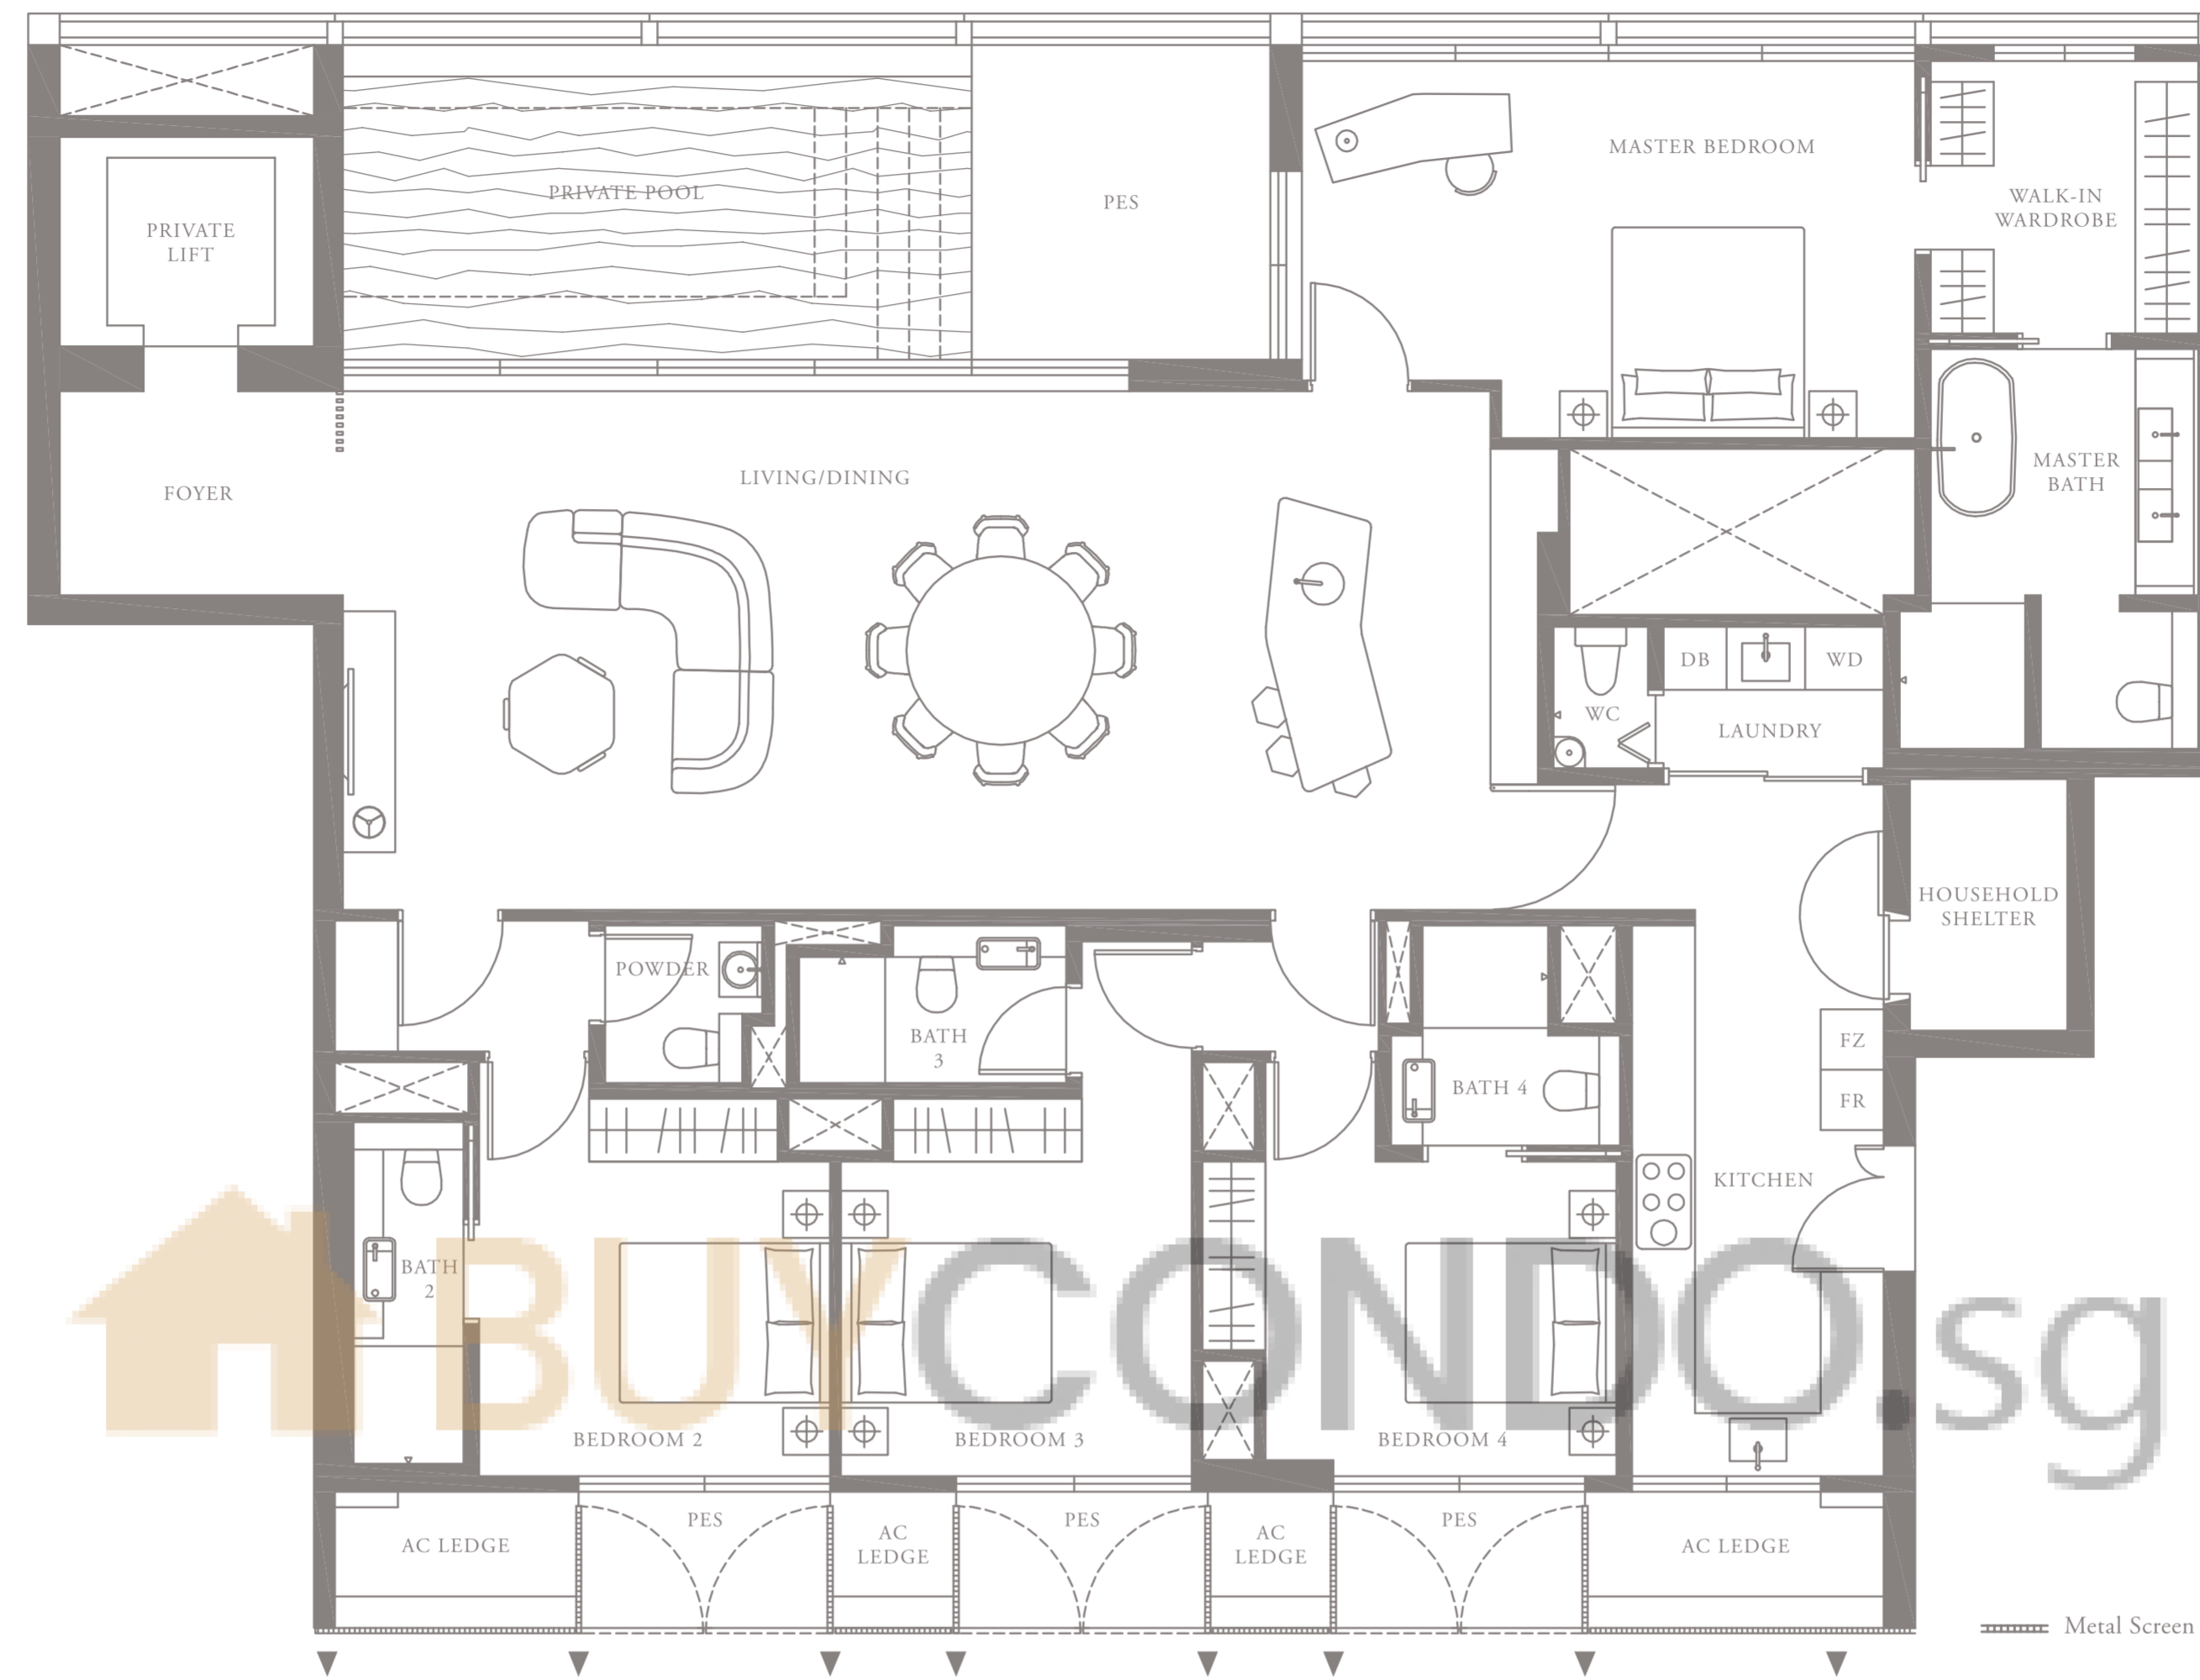 MASTER BEDROOM
PRIVATE POOL
PES
WALK-IN
WARDROBE
PRIVATE
LIFT
LIVING/DINING
FOYER
MASTER
BATH
DB
WD
WC
LAUNDRY
HOUSEHOLD
SHELTER
POWDER
BATH
3
FZ
BATH 4
FR
KITCHEN
BATH
2
BUYCONDO.sg
BEDROOM 2
BEDROOM 3
BEDROOM 4
AC LEDGE
PES
AC
LEDGE
PES
AC
LEDGE
PES
AC LEDGE
Metal Screen